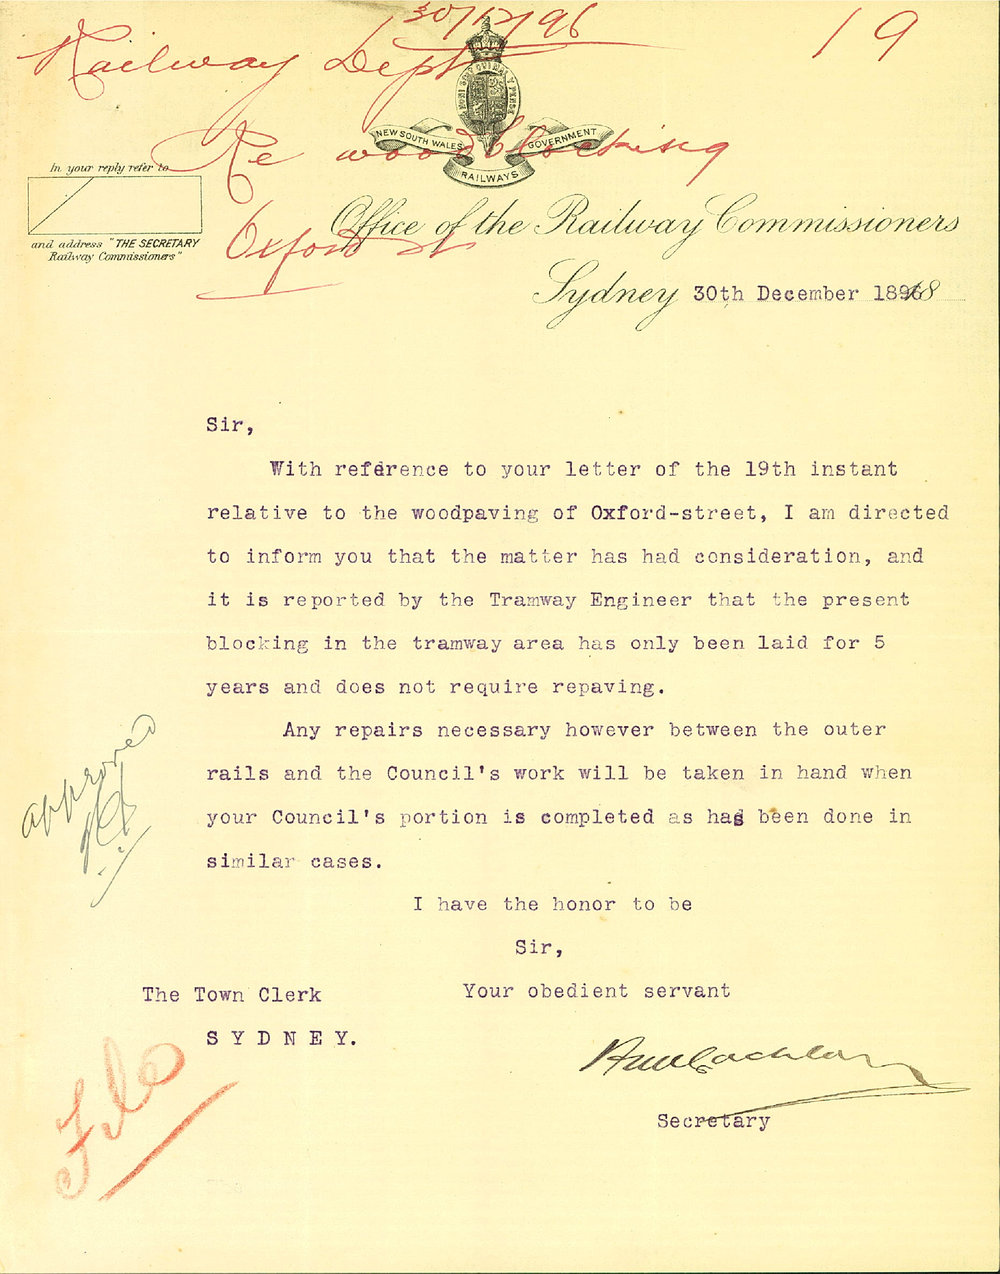 30/12/96
19
Railway Dept
HONI SOIT QUI MAL Y PENSE
NEW SOUTH WALES GOVERNMENT
RAILWAYS
Re woodblocking
Oxford St
In your reply refer to
and address "THE SECRETARY
Railway Commissioners"
Office of the Railway Commissioners
Sydney 30th December 1896
Sir,
With reference to your letter of the 19th instant
relative to the woodpaving of Oxford-street, I am directed
to inform you that the matter has had consideration, and
it is reported by the Tramway Engineer that the present
blocking in the tramway area has only been laid for 5
years and does not require repaving.
Any repairs necessary however between the outer
rails and the Council's work will be taken in hand when
your Council's portion is completed as has been done in
similar cases.
approved
I have the honor to be
Sir,
Your obedient servant
The Town Clerk
SYDNEY.
H McLachlan
Secretary
File